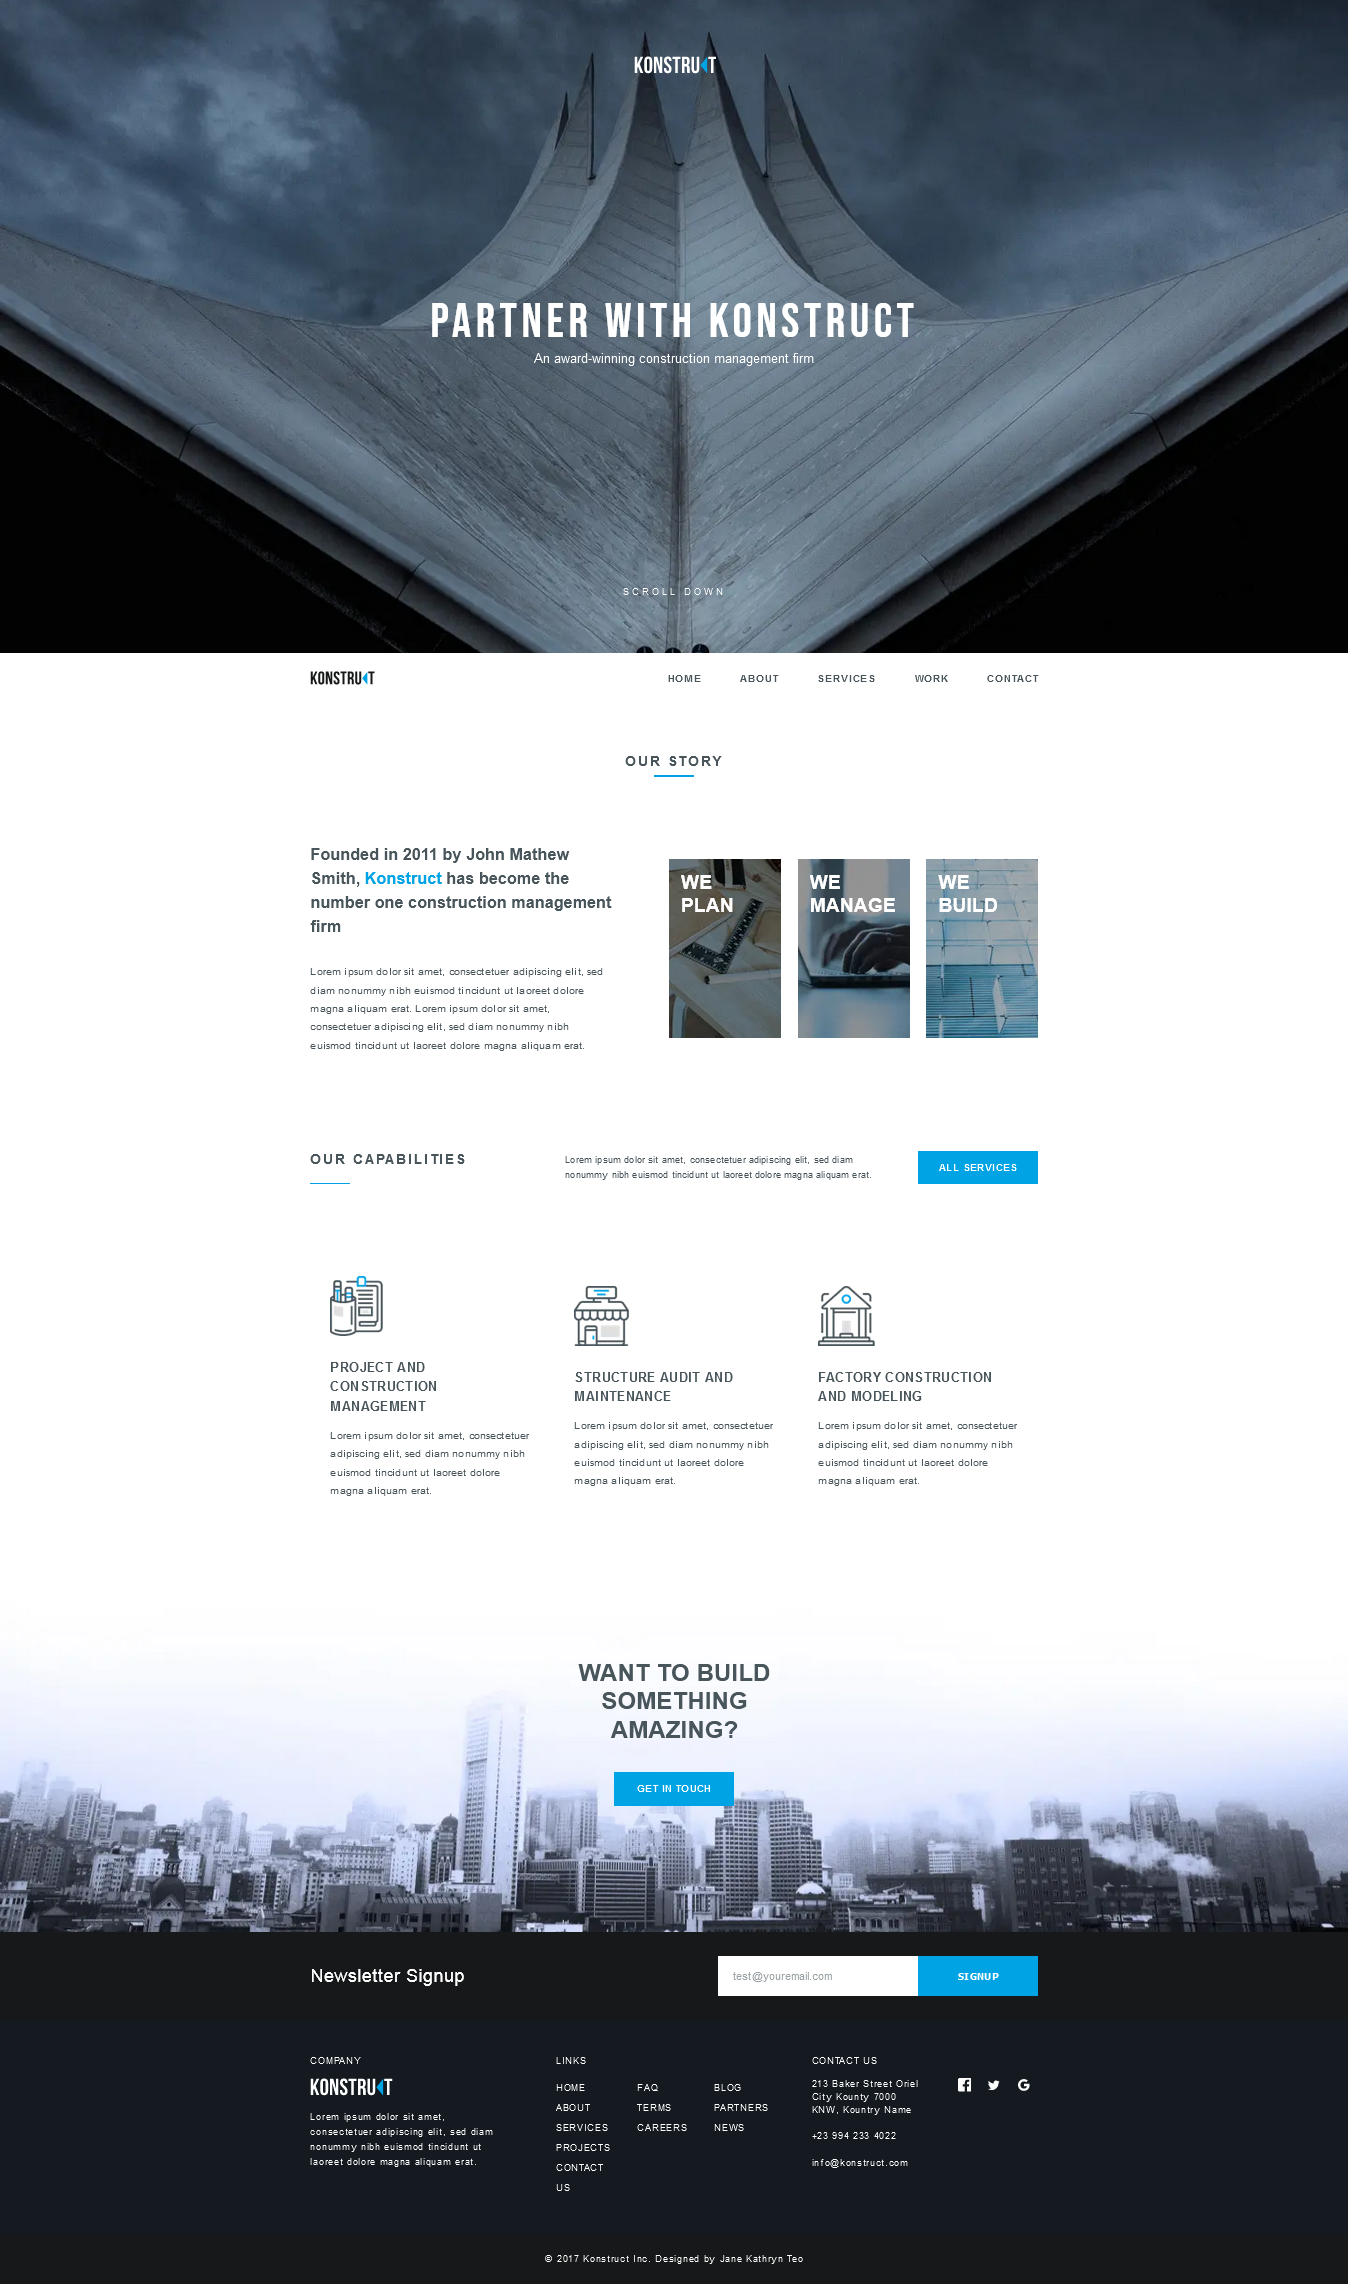 KONSTRUCT
PARTNER WITH KONSTRUCT
An award-winning construction management firm
SCROLL DOWN
KONSTRUCT
HOME
ABOUT
SERVICES
WORK
CONTACT
OUR STORY
Founded in 2011 by John Mathew
Smith, Konstruct has become the
number one construction management
firm
Lorem ipsum dolor sit amet, consectetuer adipiscing elit, sed
diam nonummy nibh euismod tincidunt ut laoreet dolore
magna aliquam erat. Lorem ipsum dolor sit amet,
consectetuer adipiscing elit, sed diam nonummy nibh
euismod tincidunt ut laoreet dolore magna aliquam erat.
WE
PLAN
WE
MANAGE
WE
BUILD
OUR CAPABILITIES
Lorem ipsum dolor sit amet, consectetuer adipiscing elit, sed diam
nonummy nibh euismod tincidunt ut laoreet dolore magna aliquam erat.
ALL SERVICES
PROJECT AND
CONSTRUCTION
MANAGEMENT
Lorem ipsum dolor sit amet, consectetuer
adipiscing elit, sed diam nonummy nibh
euismod tincidunt ut laoreet dolore
magna aliquam erat.
STRUCTURE AUDIT AND
MAINTENANCE
Lorem ipsum dolor sit amet, consectetuer
adipiscing elit, sed diam nonummy nibh
euismod tincidunt ut laoreet dolore
magna aliquam erat.
FACTORY CONSTRUCTION
AND MODELING
Lorem ipsum dolor sit amet, consectetuer
adipiscing elit, sed diam nonummy nibh
euismod tincidunt ut laoreet dolore
magna aliquam erat.
WANT TO BUILD
SOMETHING
AMAZING?
GET IN TOUCH
Newsletter Signup
test@youremail.com
SIGNUP
COMPANY
KONSTRUCT
Lorem ipsum dolor sit amet,
consectetuer adipiscing elit, sed diam
nonummy nibh euismod tincidunt ut
laoreet dolore magna aliquam erat.
LINKS
HOME
ABOUT
SERVICES
PROJECTS
CONTACT
US
FAQ
TERMS
CAREERS
BLOG
PARTNERS
NEWS
CONTACT US
213 Baker Street Oriel
City Kounty 7000
KNW, Kountry Name
+23 994 233 4022
info@konstruct.com
© 2017 Konstruct Inc. Designed by Jane Kathryn Teo